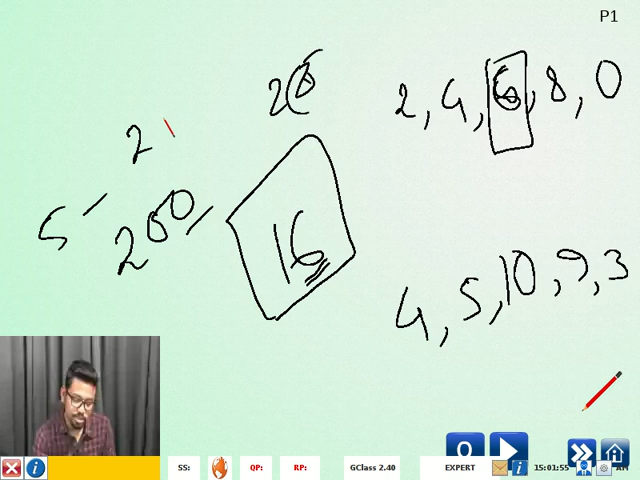 P1
2, 4, 6, 8, 0
2
5 -
200 -
16
4, 5, 10, 9, 3
Q
SS:
QP:
RP:
GClass 2.40
EXPERT
15:01:55
AM